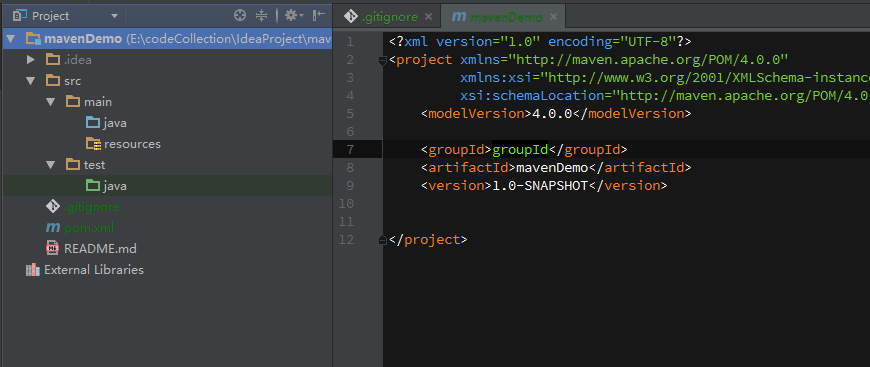 Project
mavenDemo (E:\codeCollection\IdeaProject\mav
.idea
src
main
java
resources
test
java
.gitignore
pom.xml
README.md
External Libraries
.gitignore
mavenDemo
1 <?xml version="1.0" encoding="UTF-8"?>
2 <project xmlns="http://maven.apache.org/POM/4.0.0"
3 xmlns:xsi="http://www.w3.org/2001/XMLSchema-instance
4 xsi:schemaLocation="http://maven.apache.org/POM/4.0
5 <modelVersion>4.0.0</modelVersion>
6
7 <groupId>groupId</groupId>
8 <artifactId>mavenDemo</artifactId>
9 <version>1.0-SNAPSHOT</version>
10
11
12 </project>